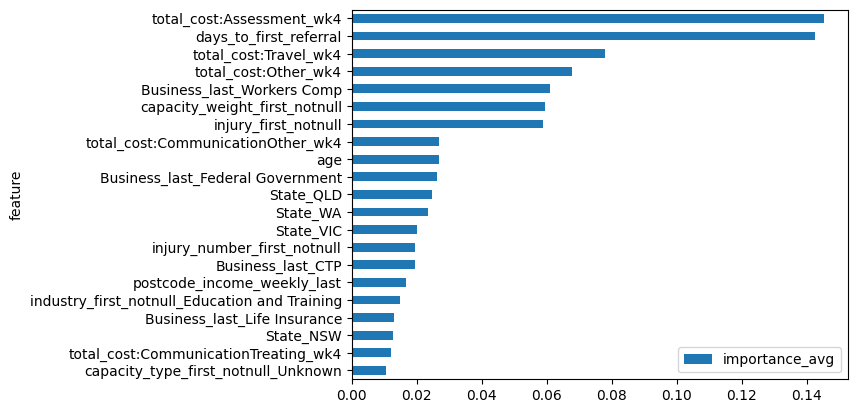 total_cost:Assessment_wk4
days_to_first_referral
total_cost:Travel_wk4
total_cost:Other_wk4
Business_last_Workers Comp
capacity_weight_first_notnull
injury_first_notnull
total_cost:CommunicationOther_wk4
age
Business_last_Federal Government
State_QLD
State_WA
State_VIC
injury_number_first_notnull
Business_last_CTP
postcode_income_weekly_last
industry_first_notnull_Education and Training
Business_last_Life Insurance
State_NSW
total_cost:CommunicationTreating_wk4
capacity_type_first_notnull_Unknown
feature
importance_avg
0.00 0.02 0.04 0.06 0.08 0.10 0.12 0.14